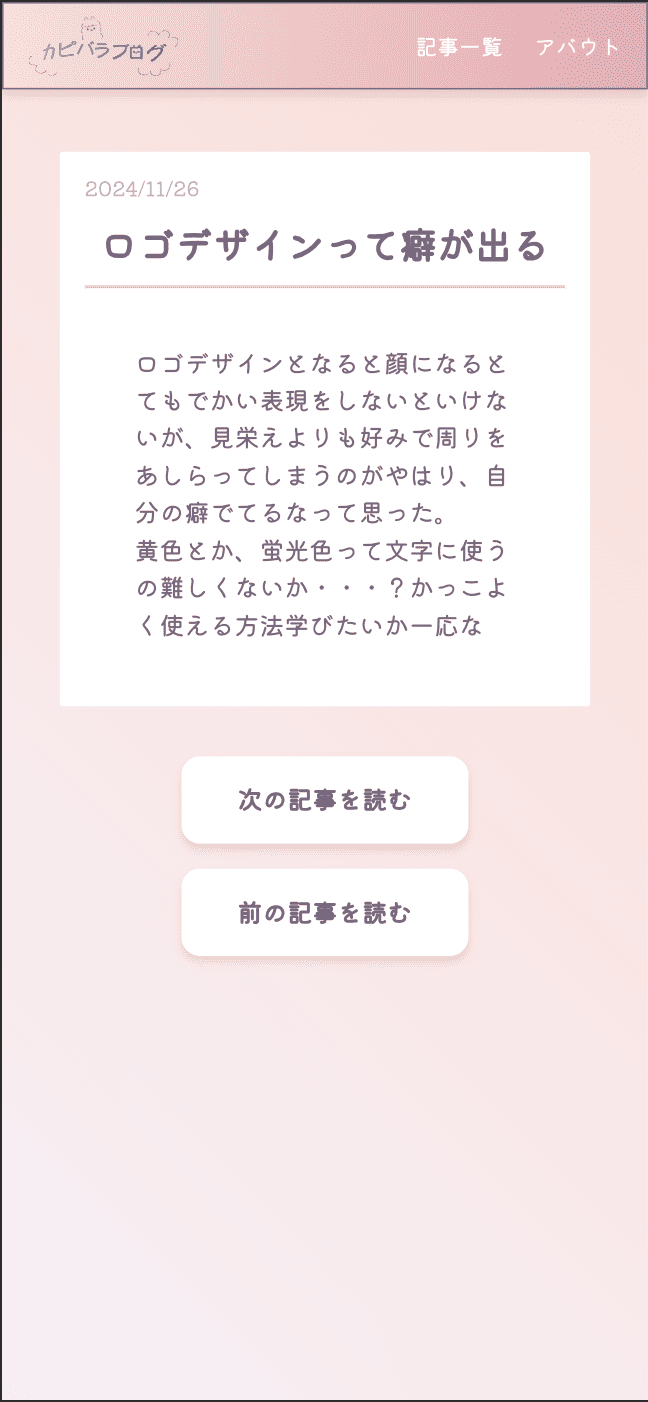 カピバラブログ
記事一覧 アバウト
2024/11/26
ロゴデザインって癖が出る
ロゴデザインとなると顔になると
てもでかい表現をしないといけな
いが、見栄えよりも好みで周りを
あしらってしまうのがやはり、自
分の癖でてるなって思った。
黄色とか、蛍光色って文字に使う
の難しくないか・・・？かっこよ
く使える方法学びたいか一応な
次の記事を読む
前の記事を読む